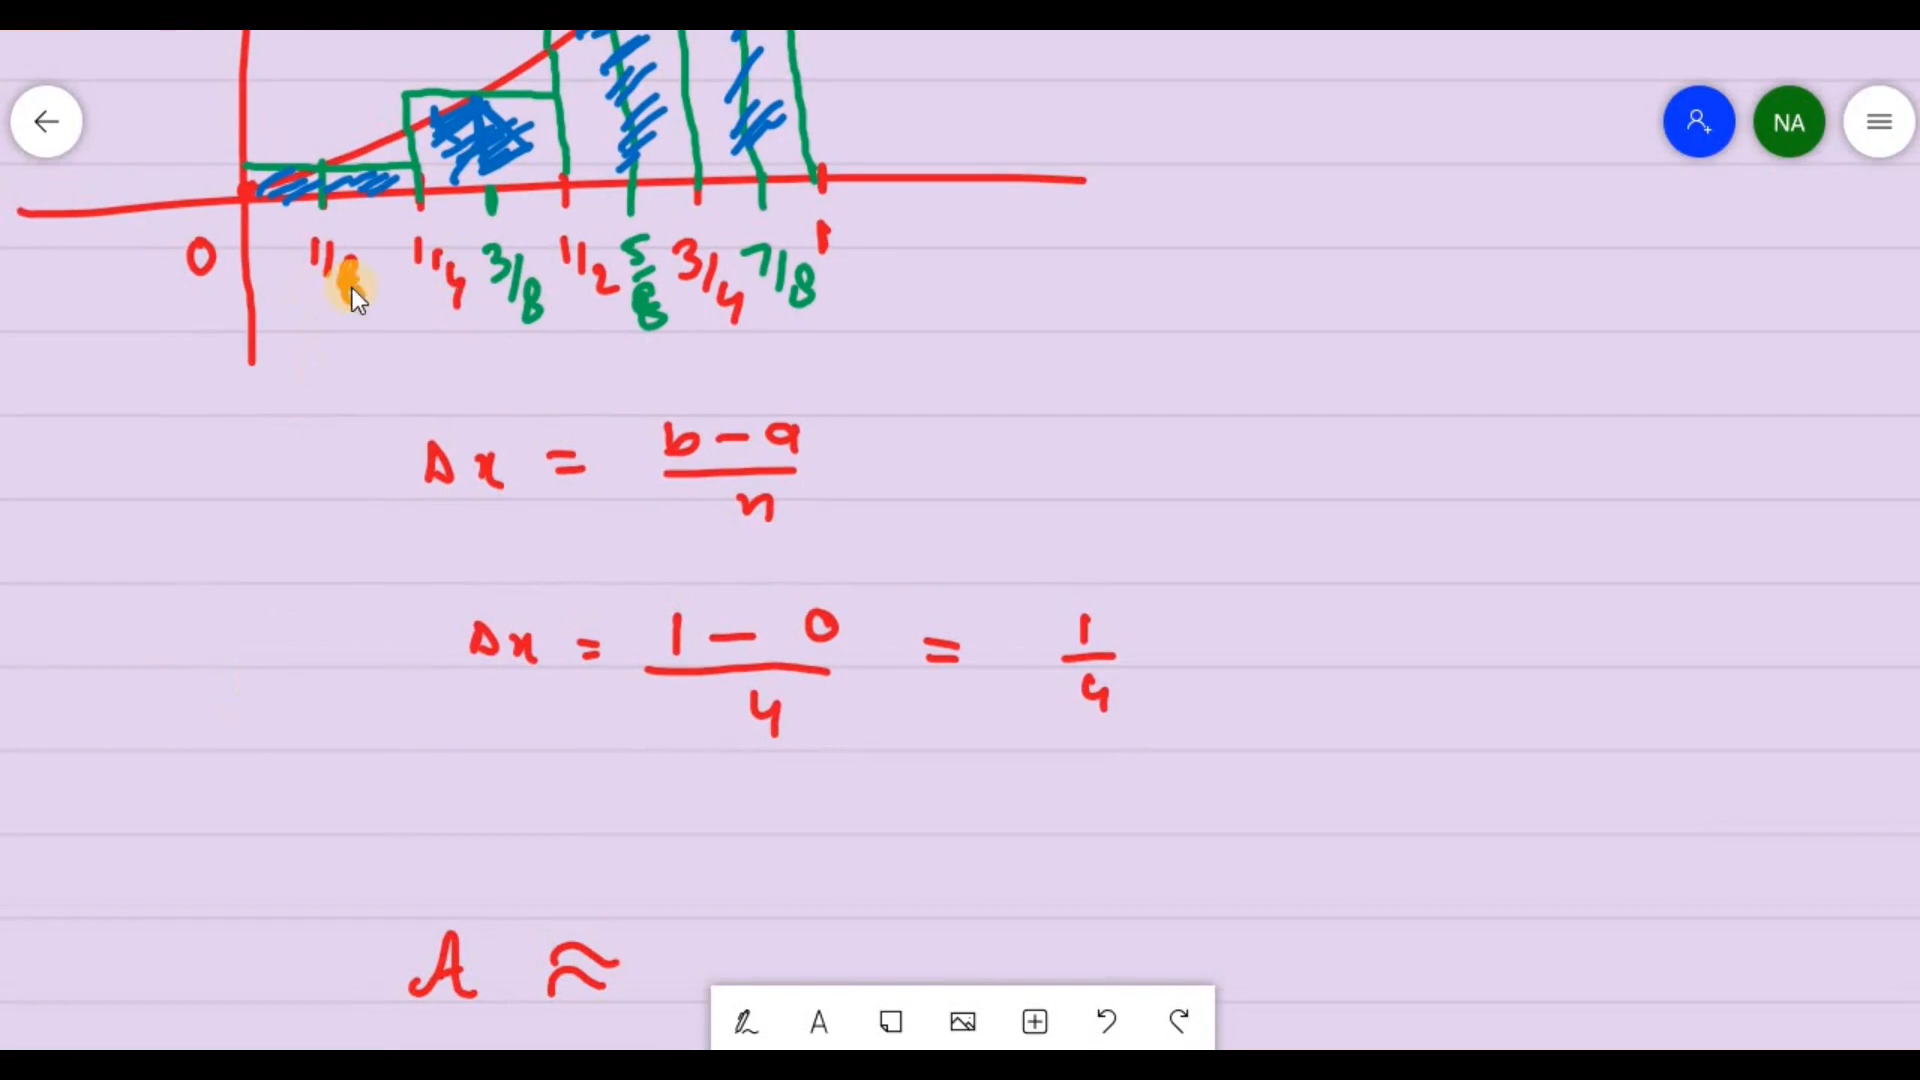 NA
0 1/8 1/4 3/8 1/2 5/8 3/4 7/8 1
Δx = b - a / n
Δx = 1 - 0 / 4 = 1/4
A ≈
A